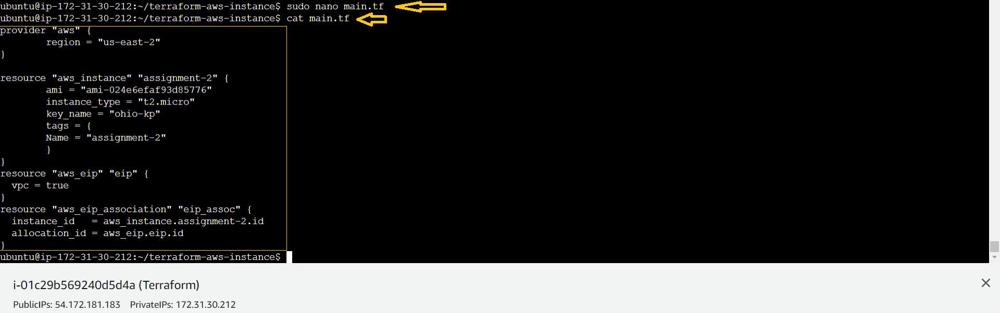 ubuntu@ip-172-31-30-212:~/terraform-aws-instance$ sudo nano main.tf
ubuntu@ip-172-31-30-212:~/terraform-aws-instance$ cat main.tf
provider "aws" {
        region = "us-east-2"
}

resource "aws_instance" "assignment-2" {
        ami = "ami-024e6efaf93d85776"
        instance_type = "t2.micro"
        key_name = "ohio-kp"
        tags = {
        Name = "assignment-2"
        }
}
resource "aws_eip" "eip" {
  vpc = true
}
resource "aws_eip_association" "eip_assoc" {
  instance_id   = aws_instance.assignment-2.id
  allocation_id = aws_eip.eip.id
}
ubuntu@ip-172-31-30-212:~/terraform-aws-instance$
i-01c29b569240d5d4a (Terraform)
PublicIPs: 54.172.181.183    PrivateIPs: 172.31.30.212